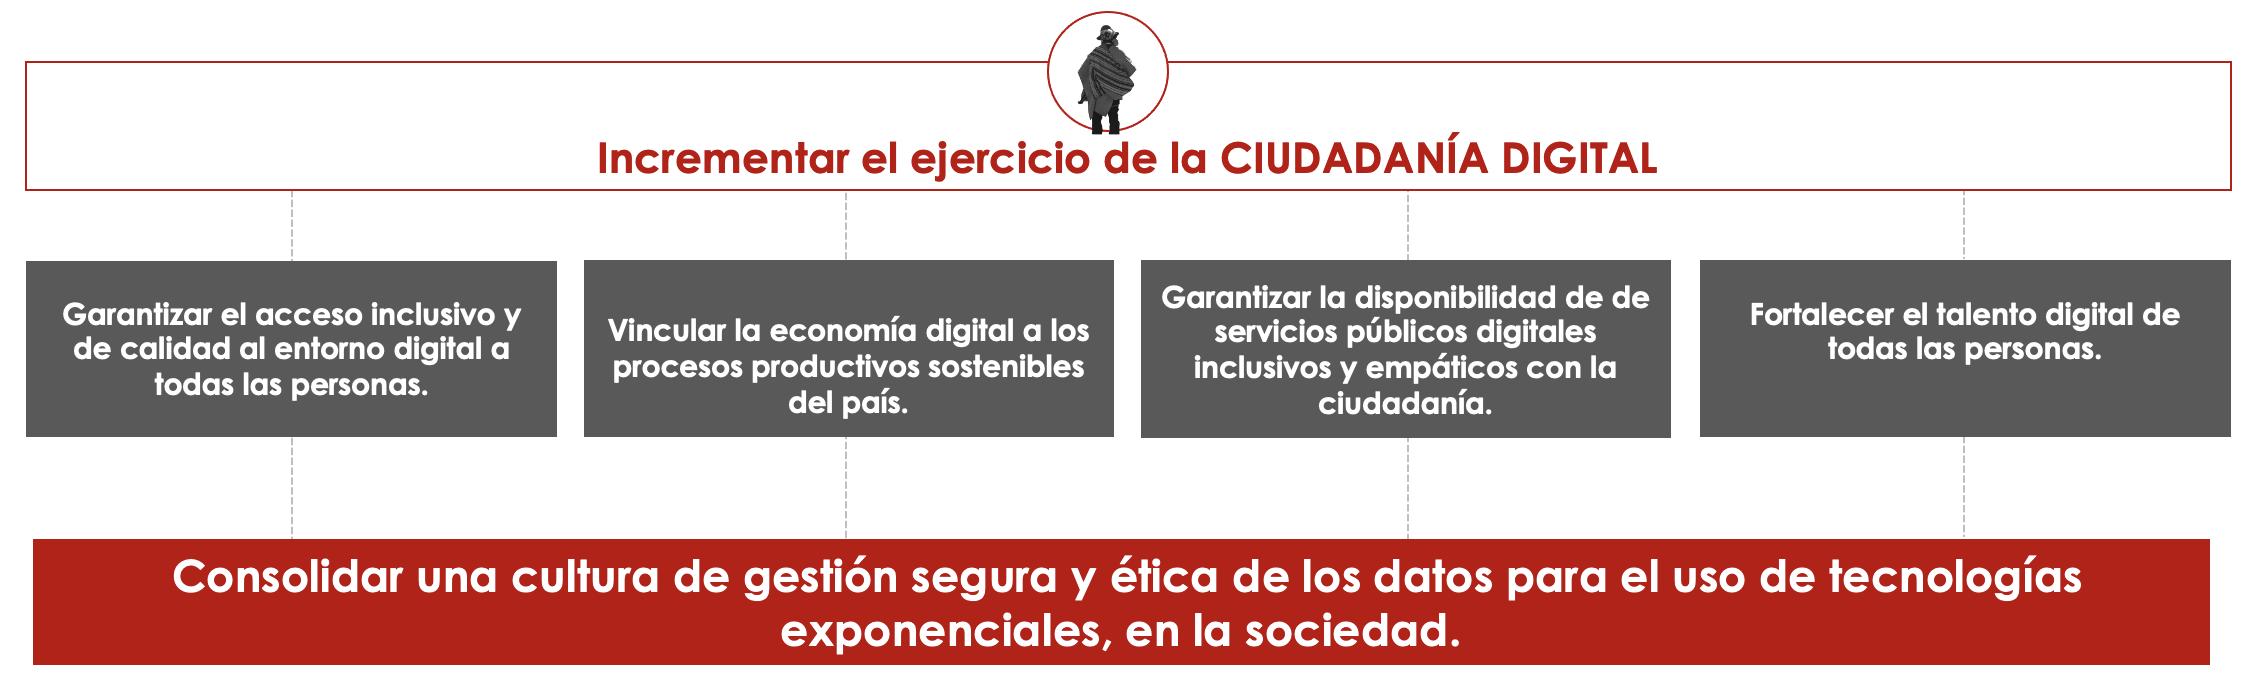 Incrementar el ejercicio de la CIUDADANÍA DIGITAL
Garantizar el acceso inclusivo y
de calidad al entorno digital a
todas las personas.
Vincular la economía digital a los
procesos productivos sostenibles
del país.
Garantizar la disponibilidad de de
servicios públicos digitales
inclusivos y empáticos con la
ciudadanía.
Fortalecer el talento digital de
todas las personas.
Consolidar una cultura de gestión segura y ética de los datos para el uso de tecnologías
exponenciales, en la sociedad.